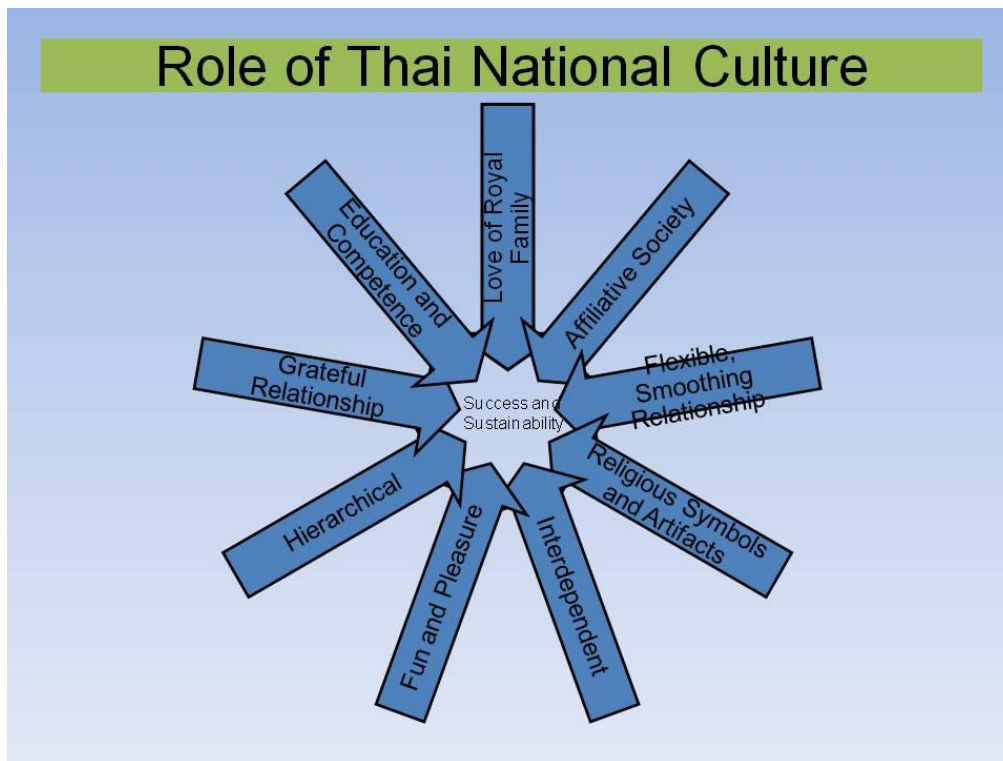 Role of Thai National Culture
Love of Royal
Family
Affiliative Society
Flexible,
Smoothing
Relationship
Religious Symbols
and Artifacts
Interdependent
Fun and Pleasure
Hierarchical
Grateful
Relationship
Education and
Competence
Success and
Sustainability